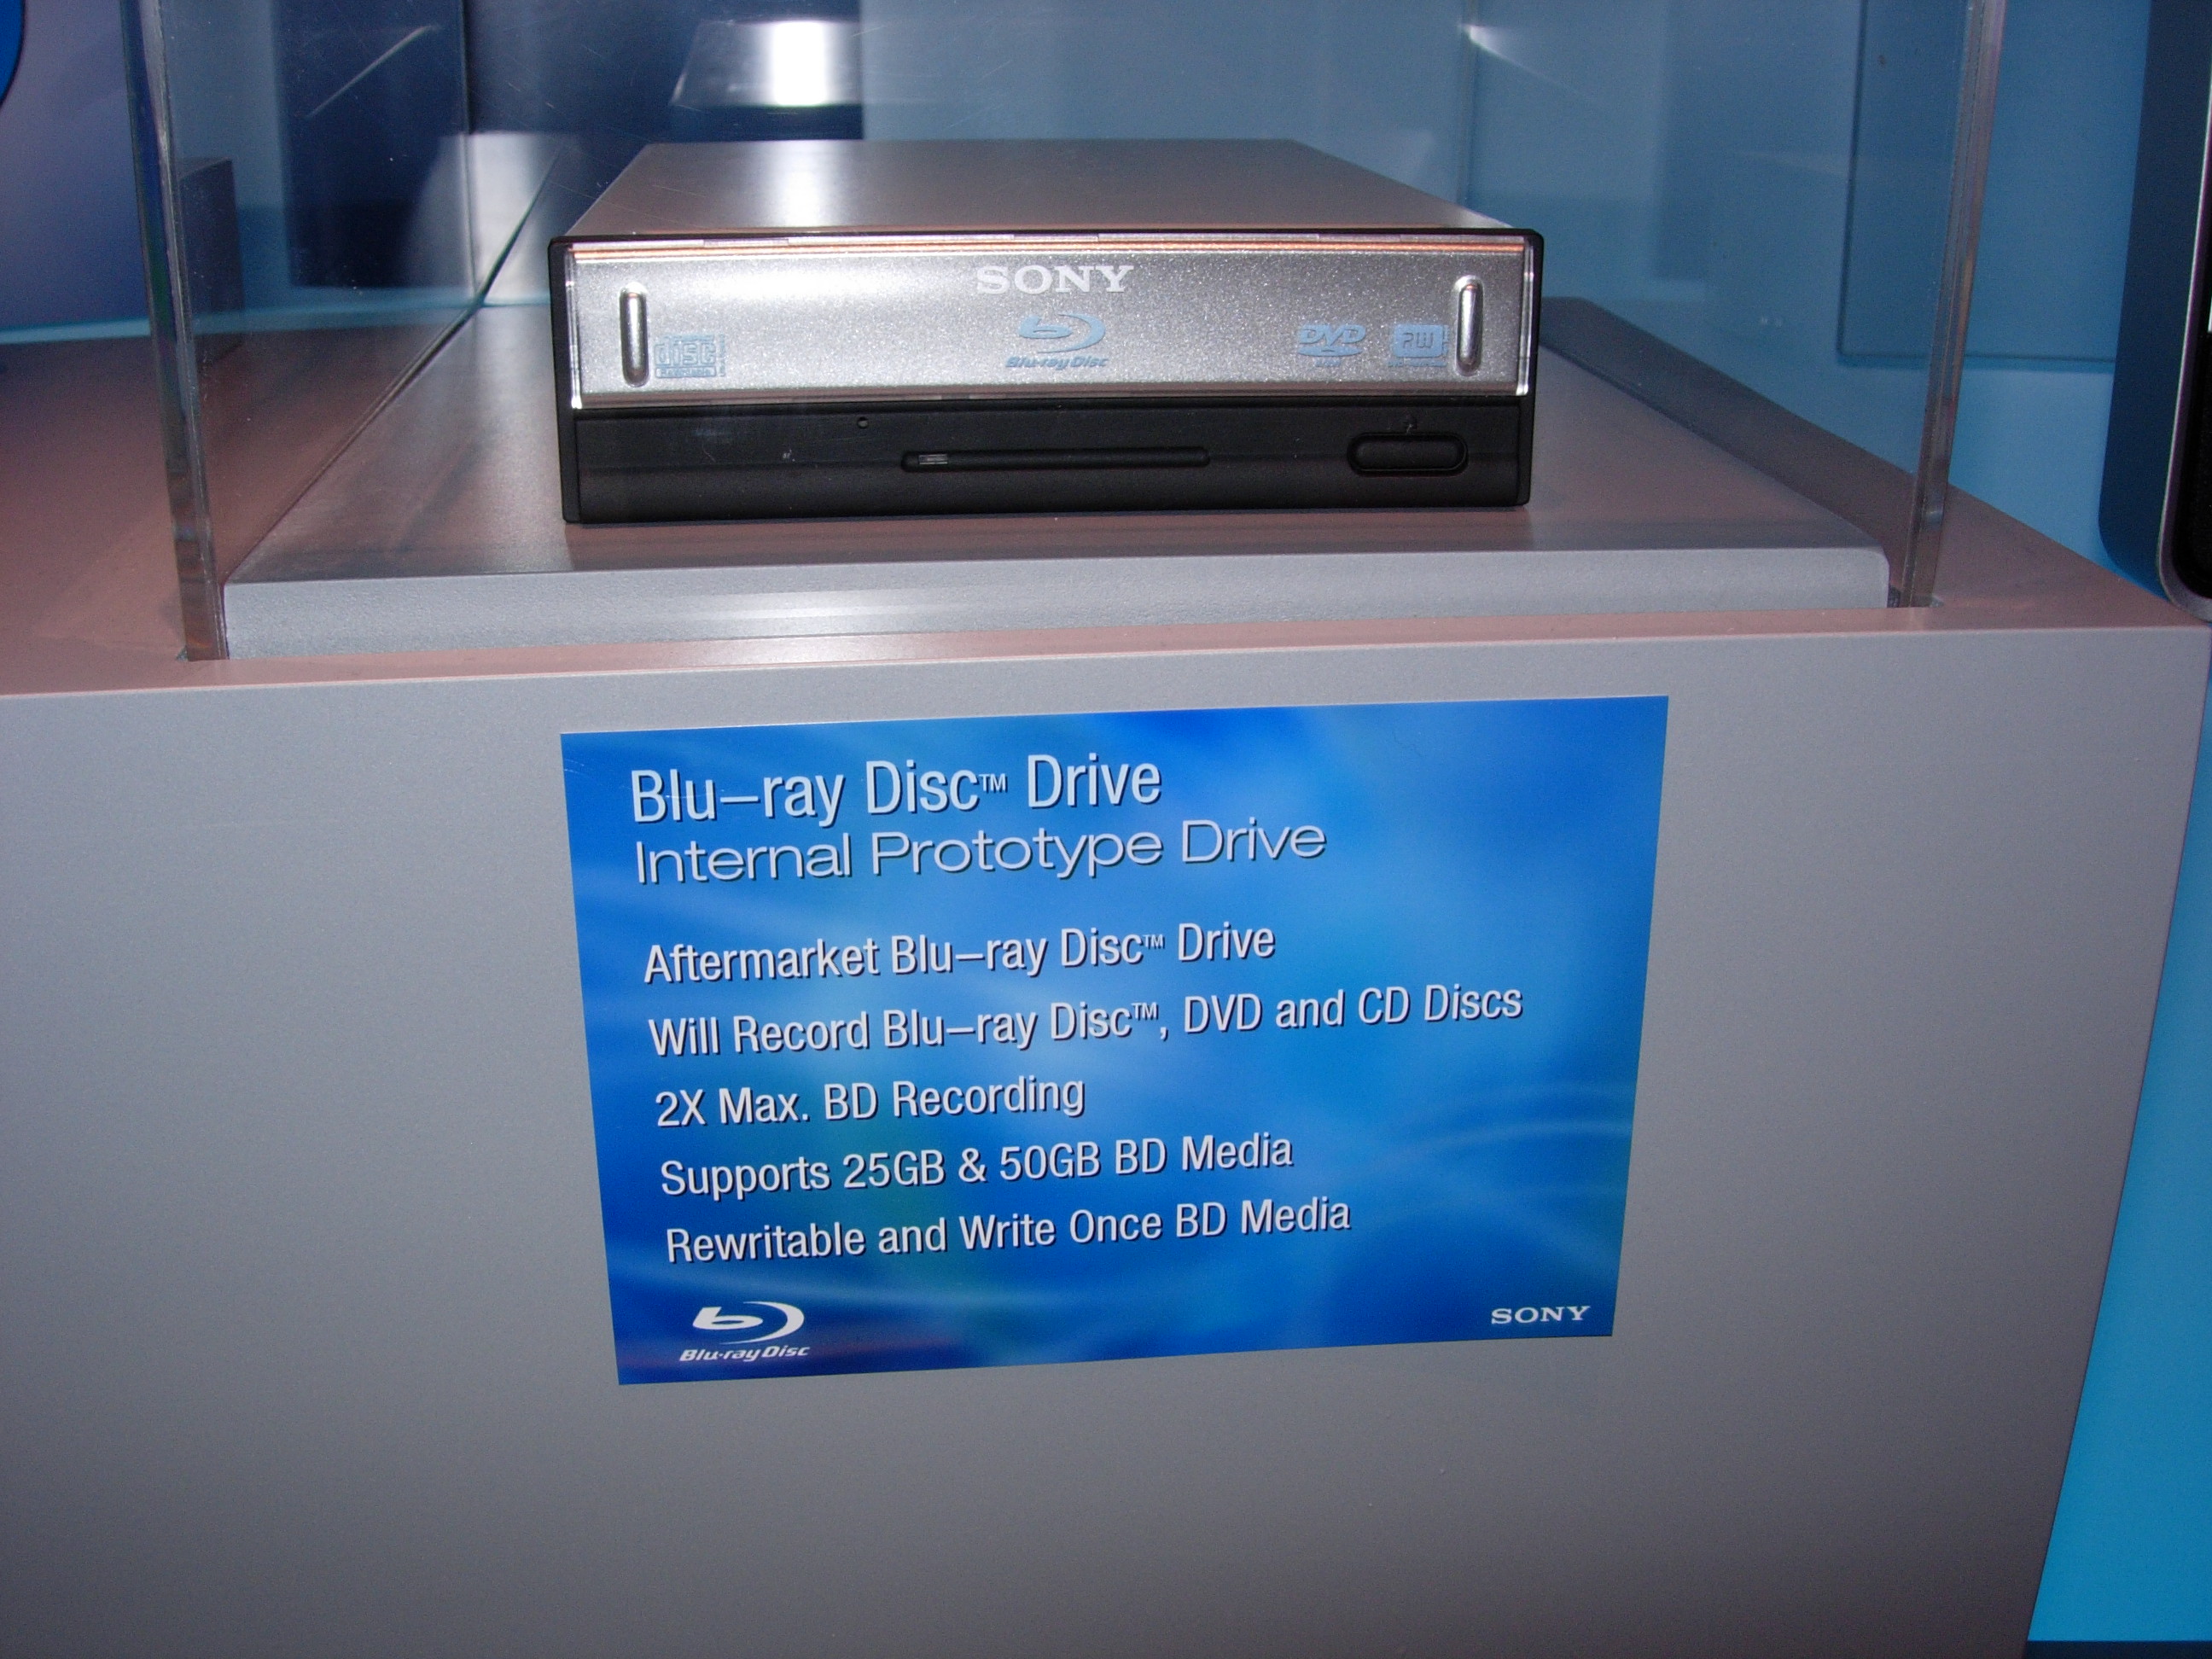 SONY
disc
Blu-ray Disc
DVD
RW
Blu-ray Disc™ Drive
Internal Prototype Drive
Aftermarket Blu-ray Disc™ Drive
Will Record Blu-ray Disc™, DVD and CD Discs
2X Max. BD Recording
Supports 25GB & 50GB BD Media
Rewritable and Write Once BD Media
Blu-ray Disc
SONY